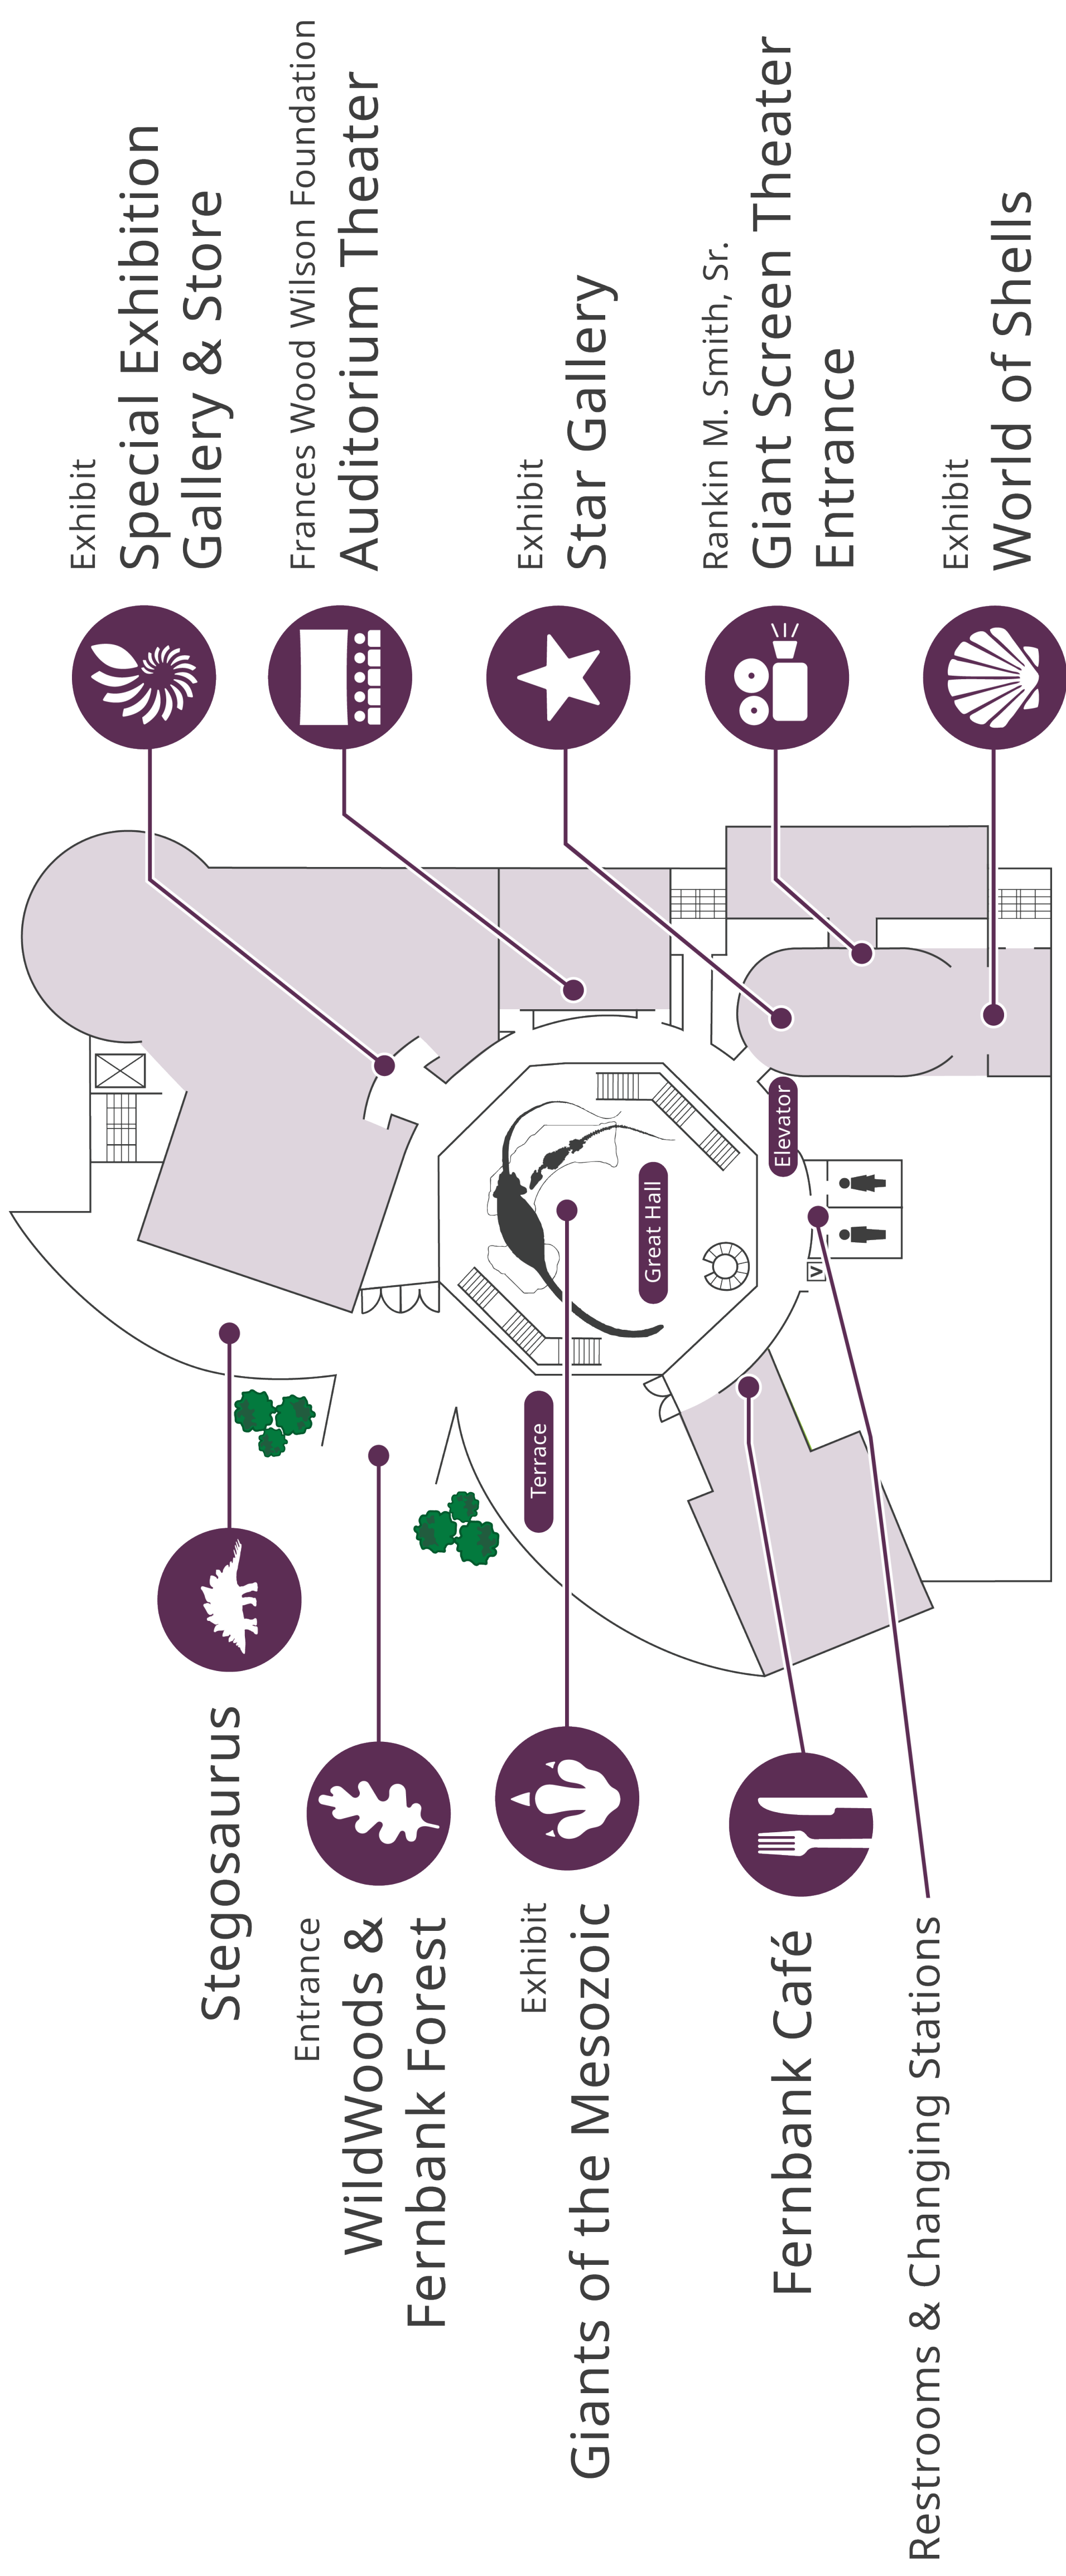 Stegosaurus
Entrance
WildWoods &
Fernbank Forest
Exhibit
Giants of the Mesozoic
Fernbank Café
Restrooms & Changing Stations
Terrace
Great Hall
Elevator
V
Exhibit
Special Exhibition
Gallery & Store
Frances Wood Wilson Foundation
Auditorium Theater
Exhibit
Star Gallery
Rankin M. Smith, Sr.
Giant Screen Theater
Entrance
Exhibit
World of Shells